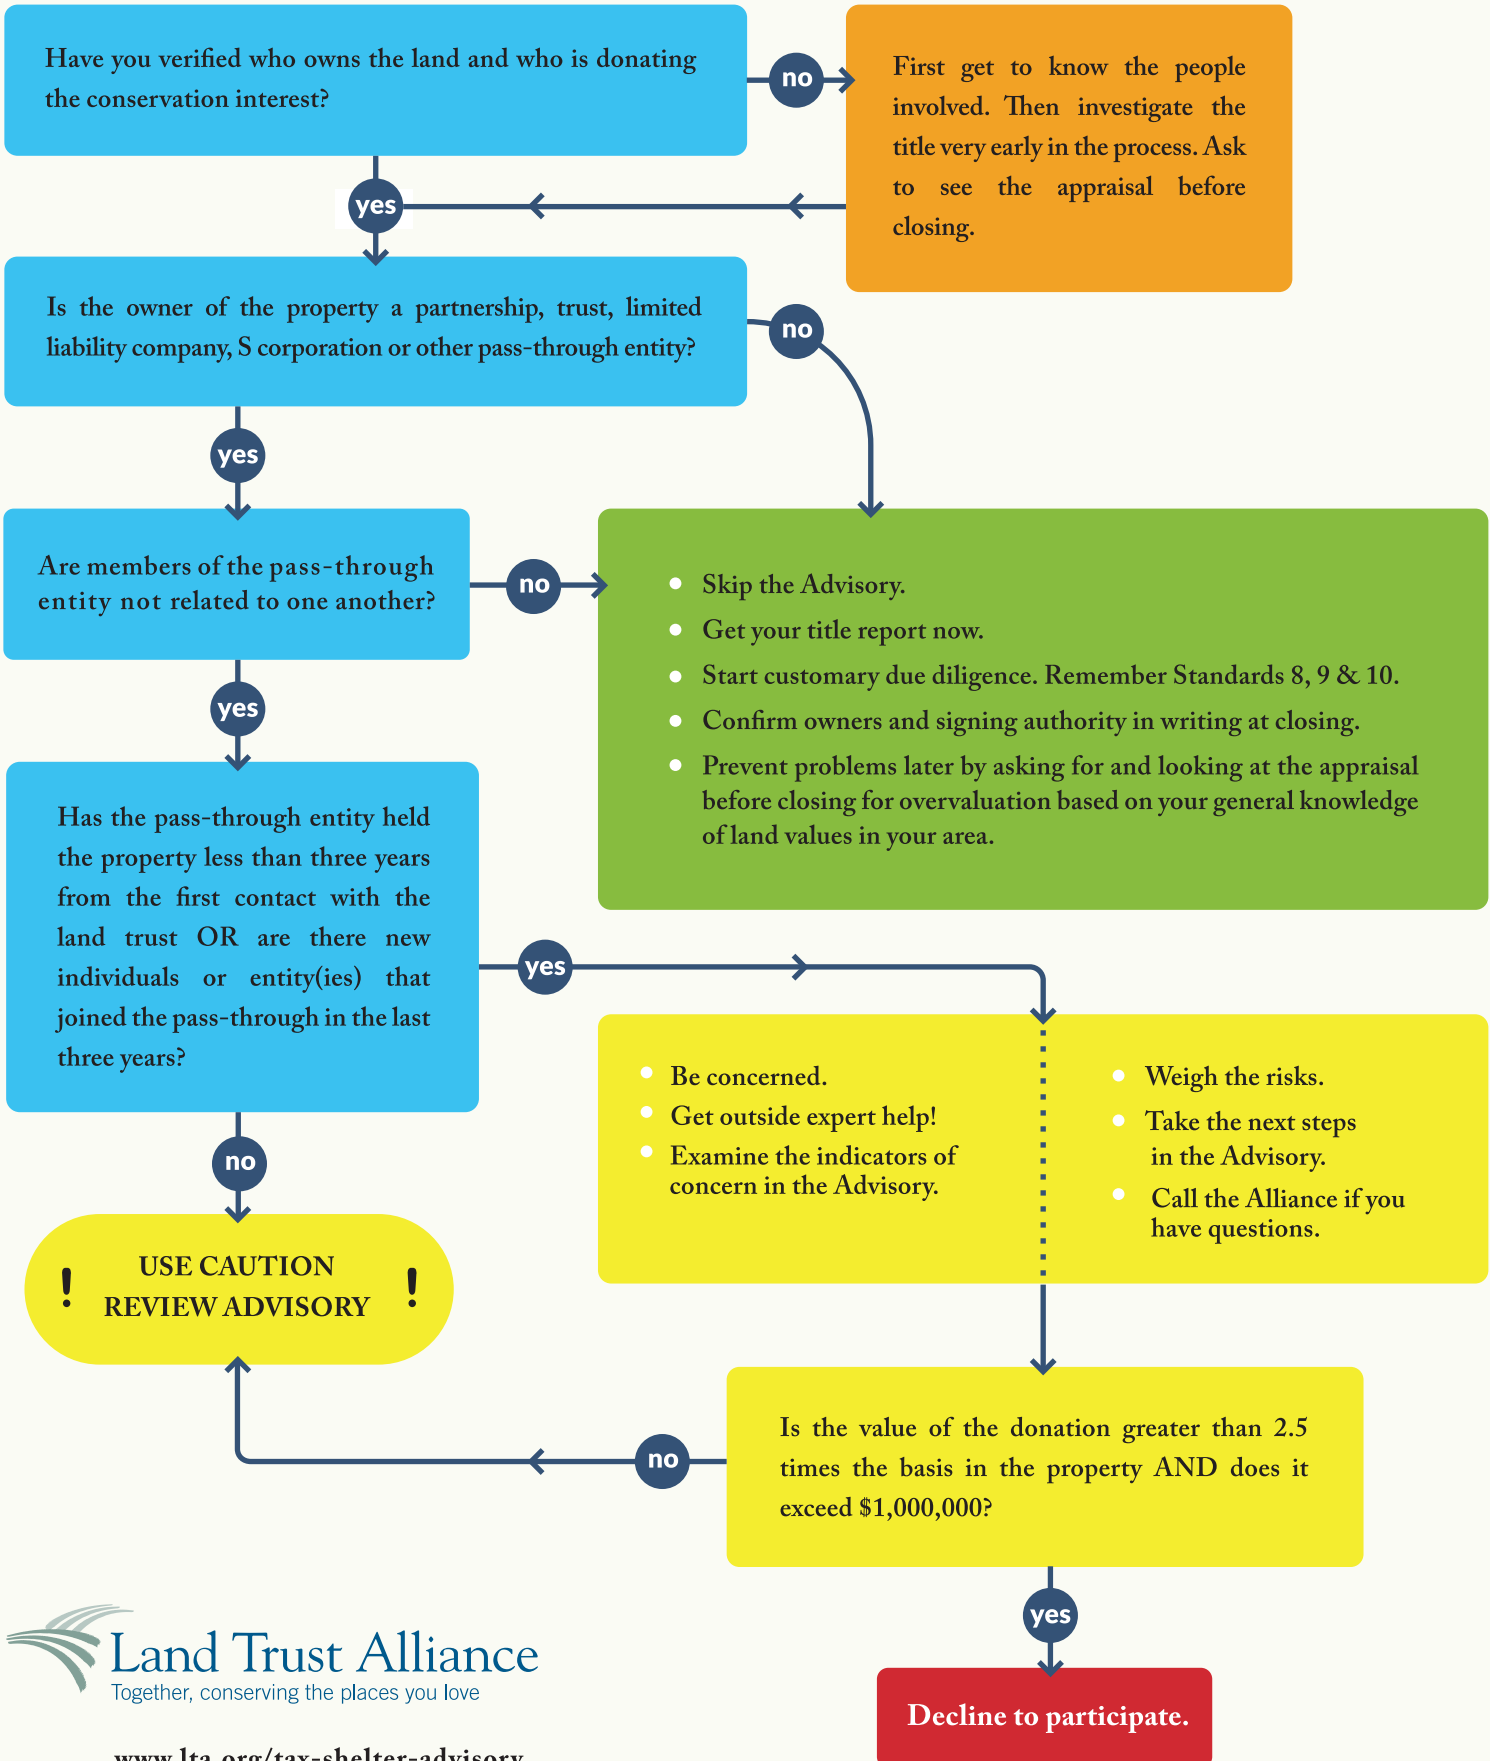 Have you verified who owns the land and who is donating
the conservation interest?
no
First get to know the people
involved. Then investigate the
title very early in the process. Ask
to see the appraisal before
closing.
yes
Is the owner of the property a partnership, trust, limited
liability company, S corporation or other pass-through entity?
no
yes
Are members of the pass-through
entity not related to one another?
no
• Skip the Advisory.
• Get your title report now.
• Start customary due diligence. Remember Standards 8, 9 & 10.
• Confirm owners and signing authority in writing at closing.
• Prevent problems later by asking for and looking at the appraisal
before closing for overvaluation based on your general knowledge
of land values in your area.
yes
Has the pass-through entity held
the property less than three years
from the first contact with the
land trust OR are there new
individuals or entity(ies) that
joined the pass-through in the last
three years?
yes
• Be concerned.
• Get outside expert help!
• Examine the indicators of
concern in the Advisory.
• Weigh the risks.
• Take the next steps
in the Advisory.
• Call the Alliance if you
have questions.
no
! USE CAUTION !
REVIEW ADVISORY
Is the value of the donation greater than 2.5
times the basis in the property AND does it
exceed $1,000,000?
no
yes
Decline to participate.
Land Trust Alliance
Together, conserving the places you love
www.lta.org/tax-shelter-advisory